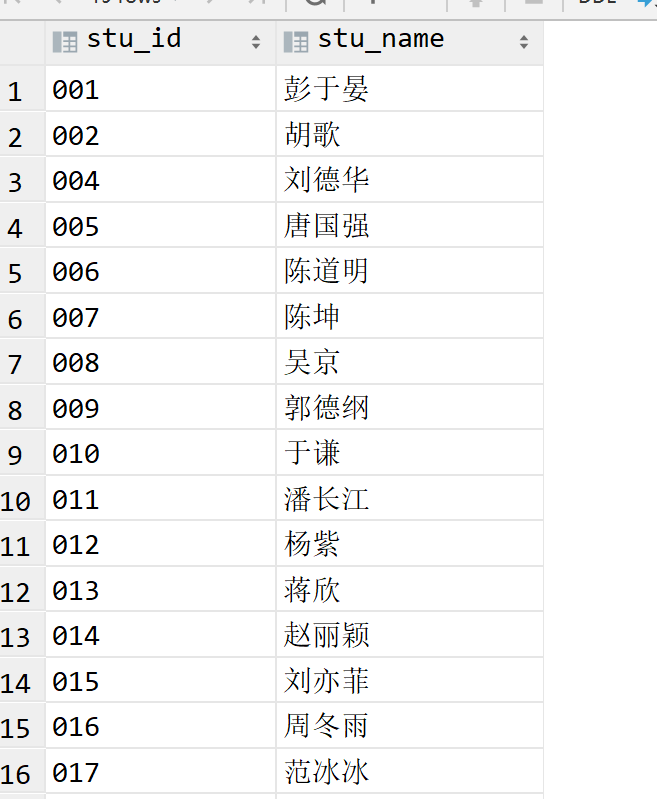 stu_id stu_name
1 001 彭于晏
2 002 胡歌
3 004 刘德华
4 005 唐国强
5 006 陈道明
6 007 陈坤
7 008 吴京
8 009 郭德纲
9 010 于谦
10 011 潘长江
11 012 杨紫
12 013 蒋欣
13 014 赵丽颖
14 015 刘亦菲
15 016 周冬雨
16 017 范冰冰